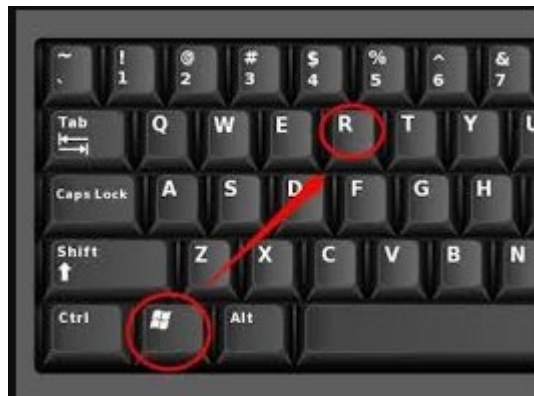 ~ ! @ # $ % ^ &
` 1 2 3 4 5 6 7
Tab Q W E R T Y U
Caps Lock A S D F G H
Shift Z X C V B N
Ctrl Alt